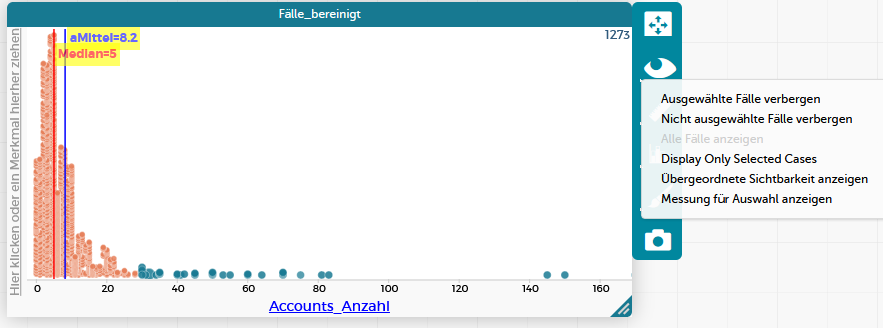 Fälle_bereinigt
1273
aMittel=8.2
Median=5
Hier klicken oder ein Merkmal hierher ziehen
Ausgewählte Fälle verbergen
Nicht ausgewählte Fälle verbergen
Alle Fälle anzeigen
Display Only Selected Cases
Übergeordnete Sichtbarkeit anzeigen
Messung für Auswahl anzeigen
0 20 40 60 80 100 120 140 160
Accounts_Anzahl